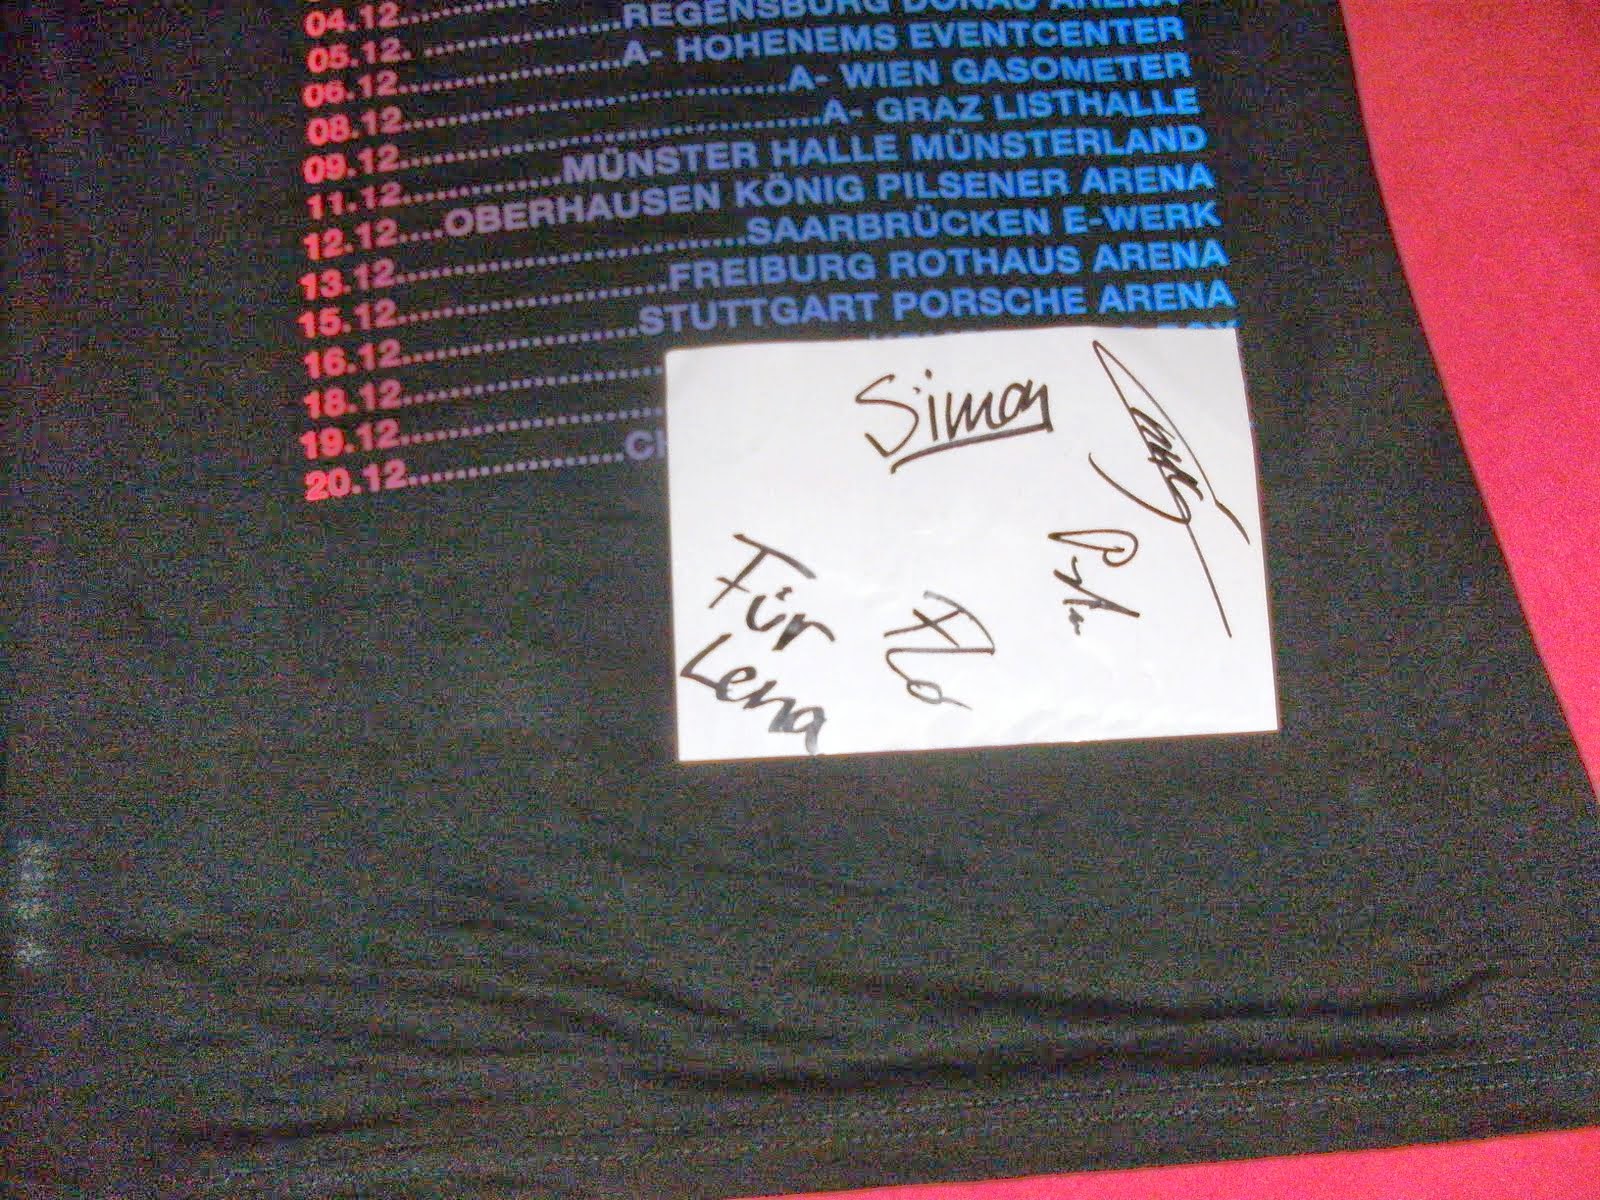 04.12
05.12. REGENSBURG DONAU ARENA
06.12 A- HOHENEMS EVENTCENTER
08.12 A- WIEN GASOMETER
09.12 A- GRAZ LISTHALLE
11.12 MÜNSTER HALLE MÜNSTERLAND
12.12 OBERHAUSEN KÖNIG PILSENER ARENA
13.12 SAARBRÜCKEN E-WERK
15.12 FREIBURG ROTHAUS ARENA
16.12 STUTTGART PORSCHE ARENA
18.12
19.12
20.12
Simon
Für
Lena
Flo